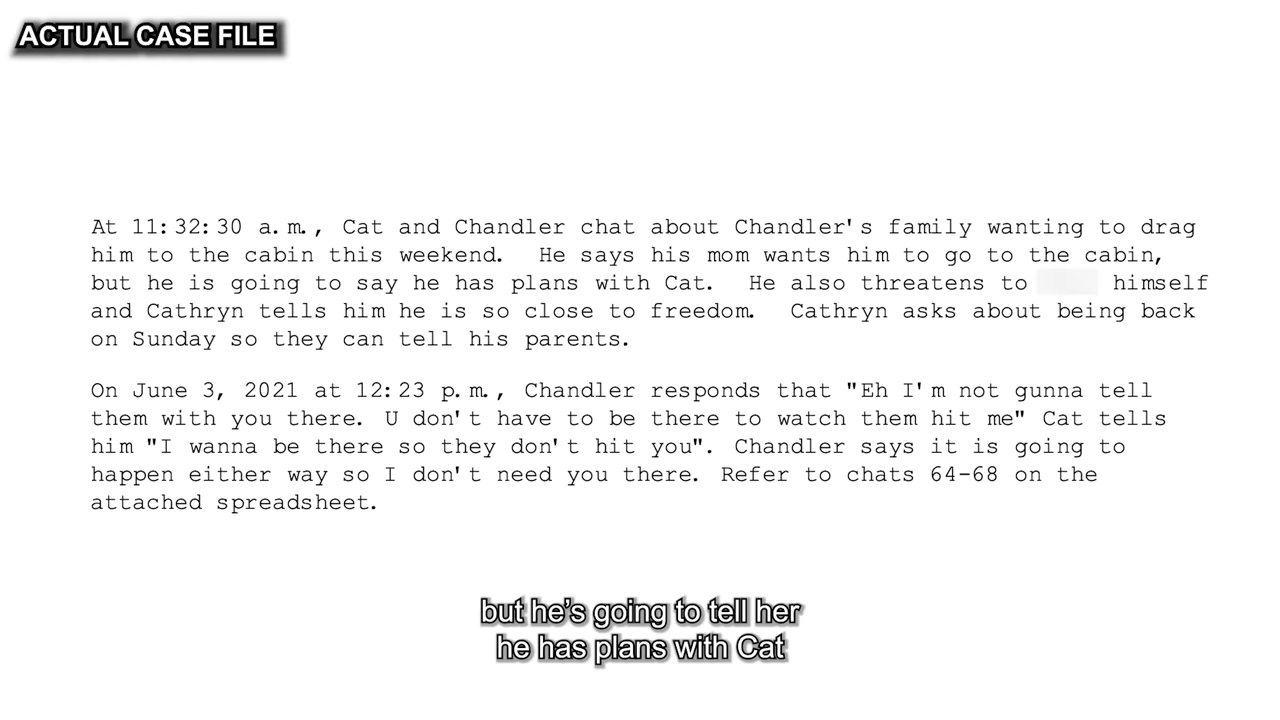 ACTUAL CASE FILE
At 11:32:30 a.m., Cat and Chandler chat about Chandler's family wanting to drag
him to the cabin this weekend. He says his mom wants him to go to the cabin,
but he is going to say he has plans with Cat. He also threatens to himself
and Cathryn tells him he is so close to freedom. Cathryn asks about being back
on Sunday so they can tell his parents.
On June 3, 2021 at 12:23 p.m., Chandler responds that "Eh I'm not gunna tell
them with you there. U don't have to be there to watch them hit me" Cat tells
him "I wanna be there so they don't hit you". Chandler says it is going to
happen either way so I don't need you there. Refer to chats 64-68 on the
attached spreadsheet.
but he's going to tell her
he has plans with Cat